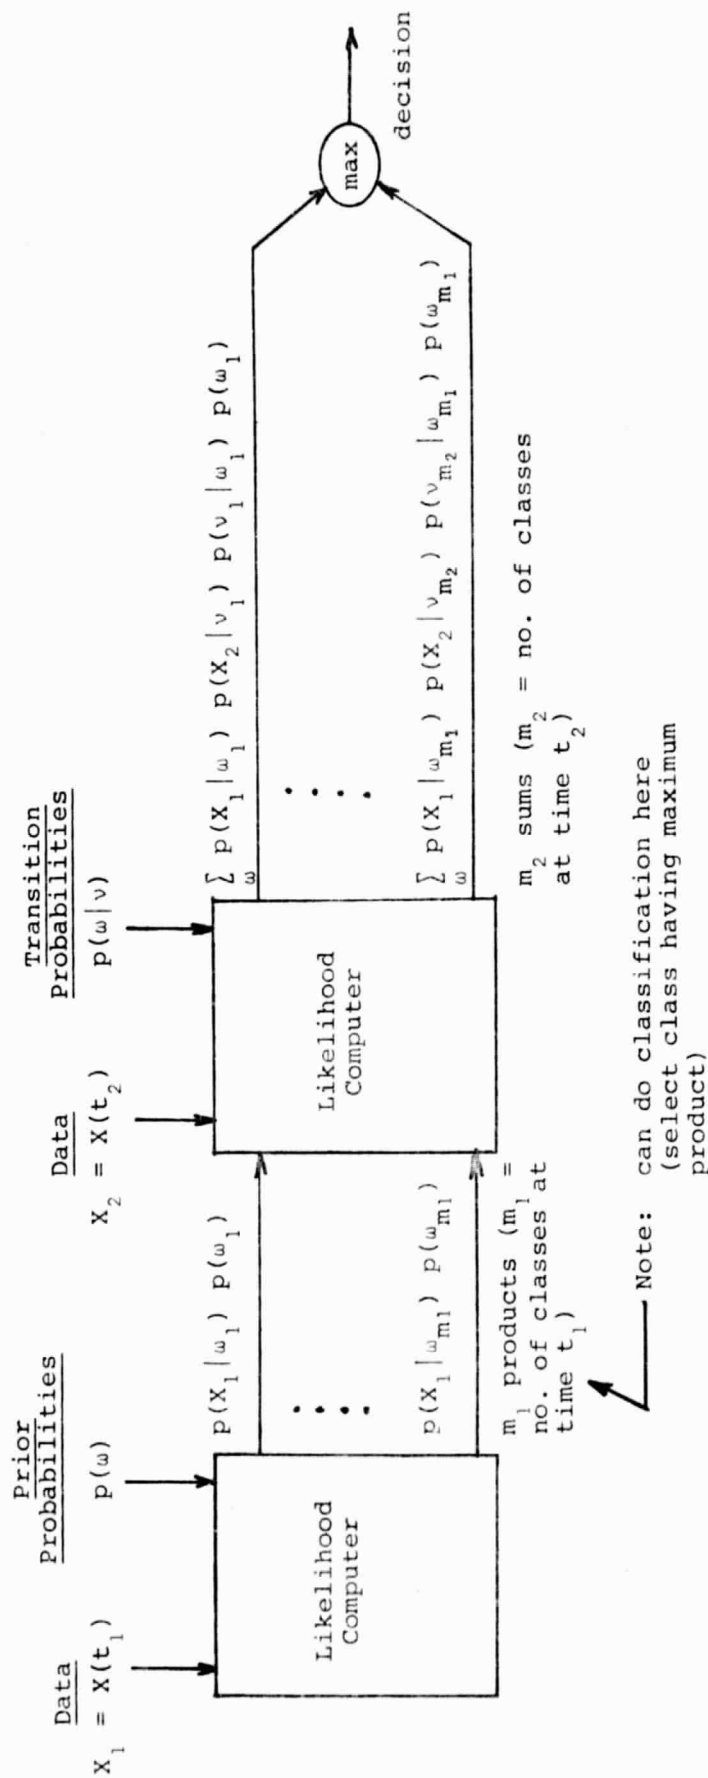 Data
X₁ = X(t₁)
Prior
Probabilities
p(ω)
Likelihood
Computer
p(X₁|ω₁) p(ω₁)
. . . .
p(X₁|ωₘ₁) p(ωₘ₁)
m₁ products (m₁ =
no. of classes at
time t₁)
Note: can do classification here
(select class having maximum
product)
Data
X₂ = X(t₂)
Transition
Probabilities
p(ω|ν)
Likelihood
Computer
∑ p(X₁|ω₁) p(X₂|ν₁) p(ν₁|ω₁) p(ω₁)
ω
. . . .
∑ p(X₁|ωₘ₁) p(X₂|νₘ₂) p(νₘ₂|ωₘ₁) p(ωₘ₁)
ω
m₂ sums (m₂ = no. of classes
at time t₂)
max
decision